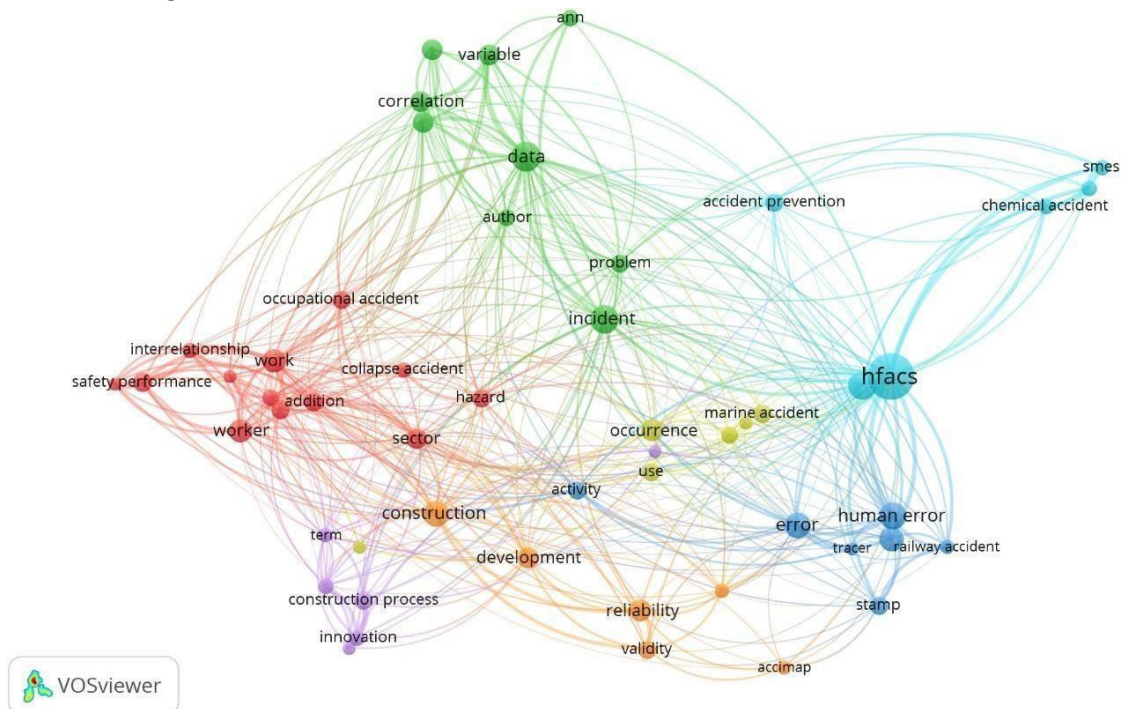 ann
variable
correlation
data
smes
accident prevention
chemical accident
author
problem
occupational accident
incident
interrelationship
work
collapse accident
hfacs
safety performance
addition
hazard
marine accident
worker
occurrence
sector
use
activity
construction
error
human error
term
tracer
railway accident
development
construction process
reliability
stamp
innovation
validity
accimap
VOSviewer